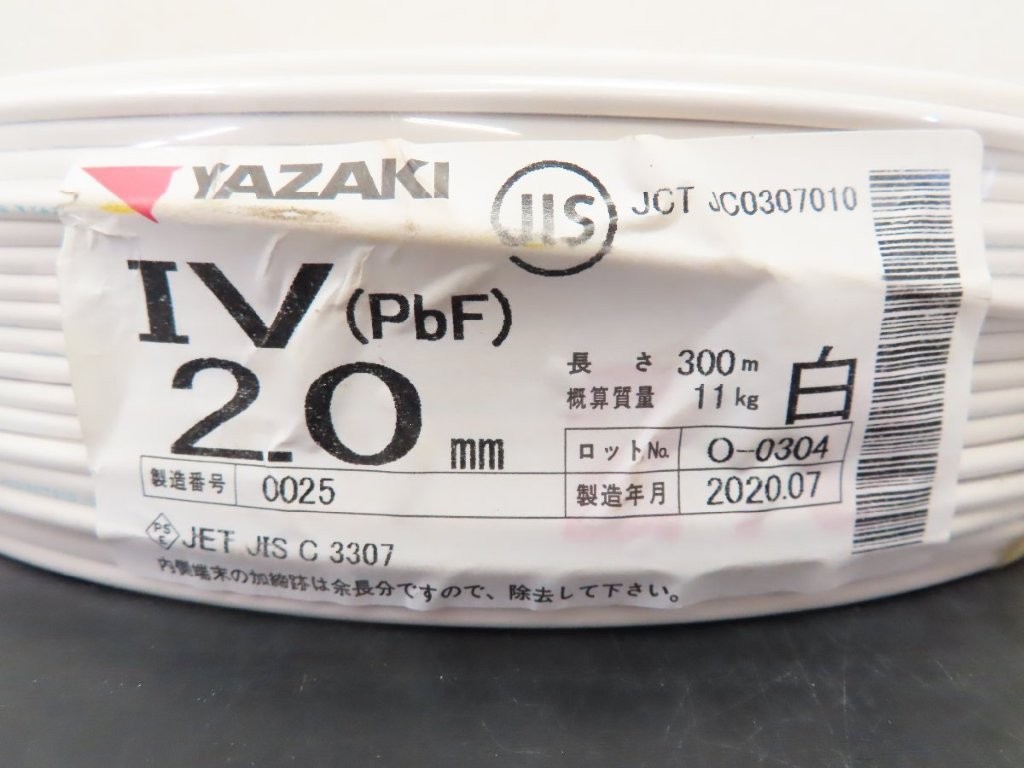 YAZAKI
JIS
JCT JC0307010
IV (PbF)
2.0 mm
長さ 300m
概算質量 11kg
白
ロットNo. O-0304
製造番号 0025
製造年月 2020.07
PSE JET JIS C 3307
内側端末の加締跡は余長分ですので、除去して下さい。